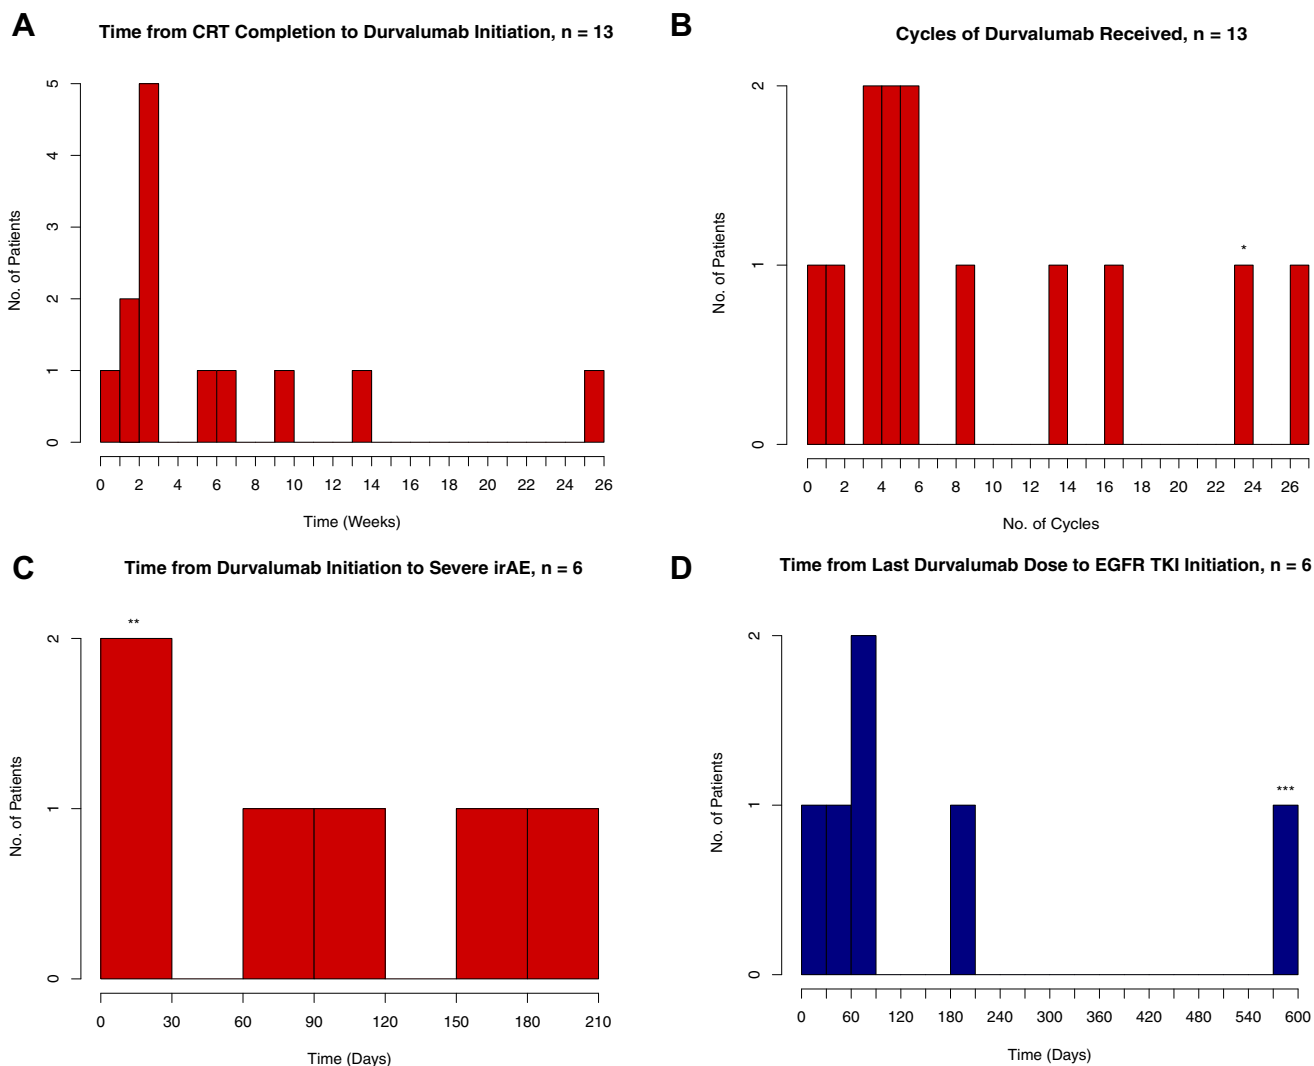 A
Time from CRT Completion to Durvalumab Initiation, n = 13
No. of Patients
5
4
3
2
1
0
0 2 4 6 8 10 12 14 16 18 20 22 24 26
Time (Weeks)
B
Cycles of Durvalumab Received, n = 13
No. of Patients
2
1
0
*
0 2 4 6 8 10 12 14 16 18 20 22 24 26
No. of Cycles
C
Time from Durvalumab Initiation to Severe irAE, n = 6
No. of Patients
2
1
0
**
0 30 60 90 120 150 180 210
Time (Days)
D
Time from Last Durvalumab Dose to EGFR TKI Initiation, n = 6
No. of Patients
2
1
0
***
0 60 120 180 240 300 360 420 480 540 600
Time (Days)